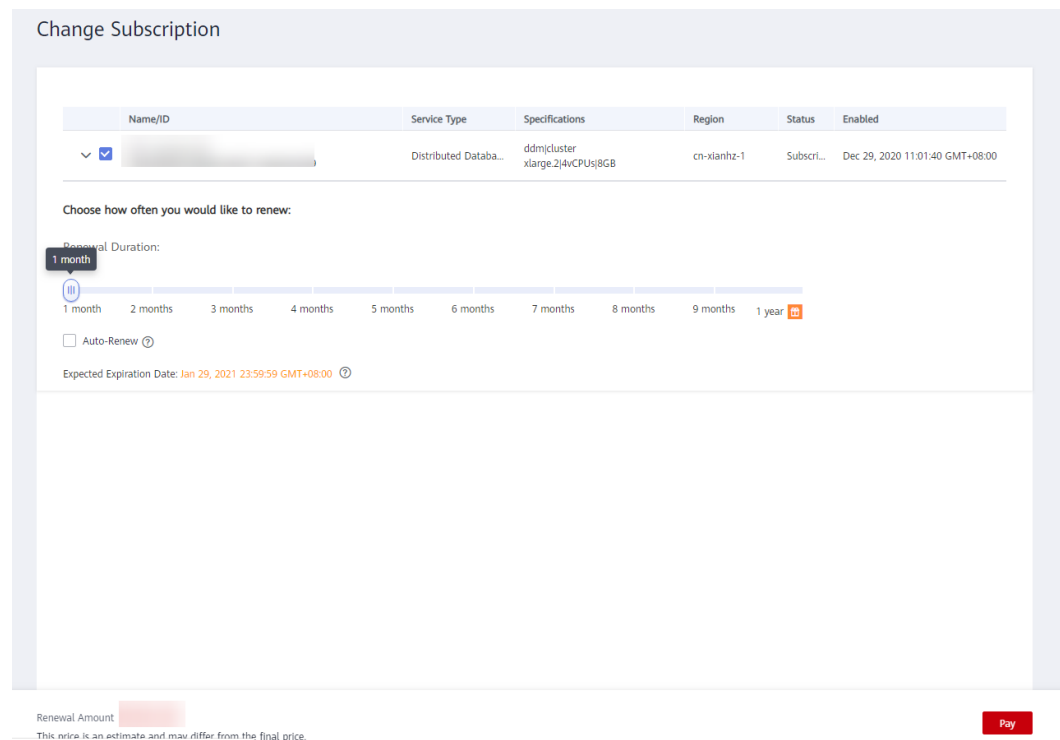 Change Subscription
Name/ID Service Type Specifications Region Status Enabled
Distributed Databa... ddm|cluster cn-xianhz-1 Subscri... Dec 29, 2020 11:01:40 GMT+08:00
xlarge.2|4vCPUs|8GB
Choose how often you would like to renew:
Renewal Duration:
1 month
1 month 2 months 3 months 4 months 5 months 6 months 7 months 8 months 9 months 1 year
Auto-Renew
Expected Expiration Date: Jan 29, 2021 23:59:59 GMT+08:00
Renewal Amount
This price is an estimate and may differ from the final price.
Pay